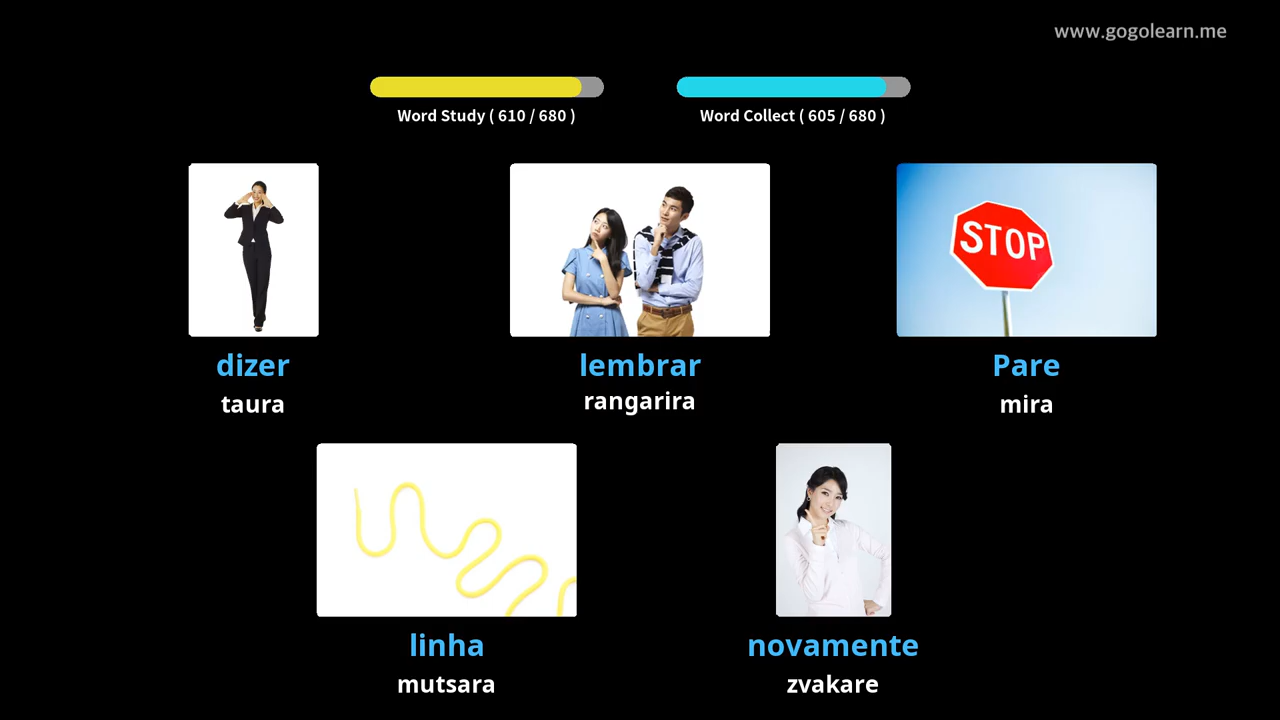 www.gogolearn.me
Word Study ( 610 / 680 )
Word Collect ( 605 / 680 )
STOP
dizer
taura
lembrar
rangarira
Pare
mira
linha
mutsara
novamente
zvakare